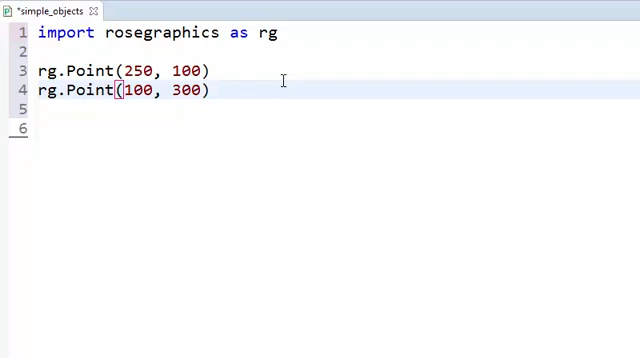 *simple_objects
1 import rosegraphics as rg
2
3 rg.Point(250, 100)
4 rg.Point(100, 300)
5
6